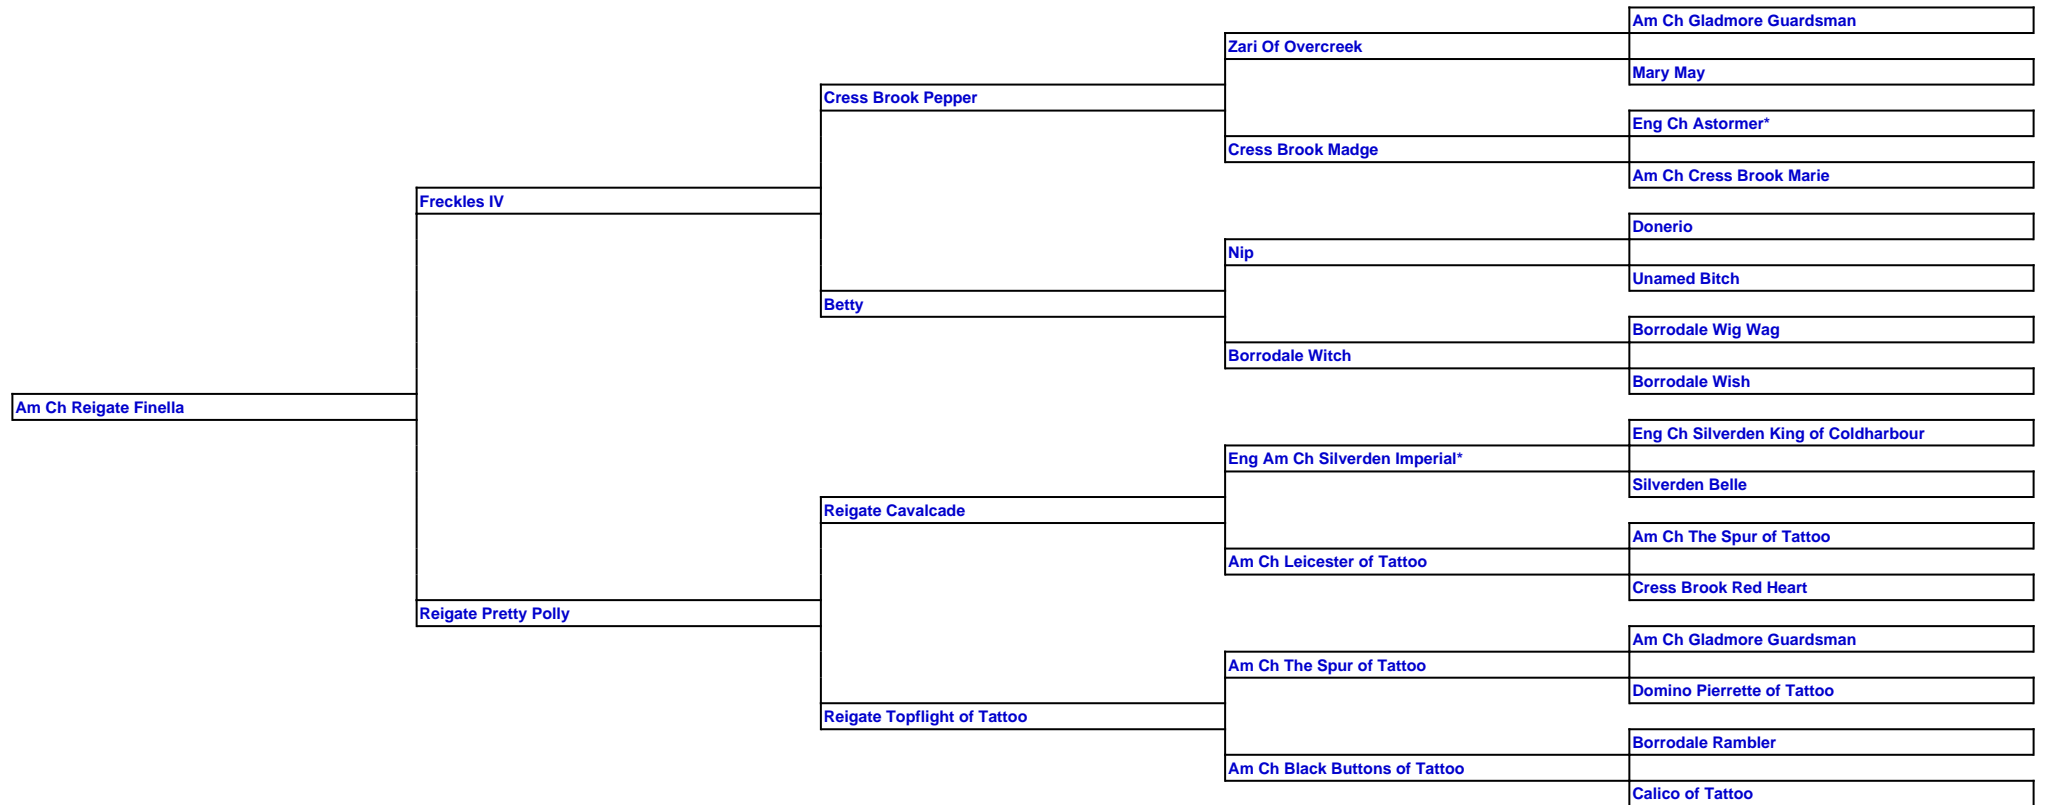 Am Ch Gladmore Guardsman
Zari Of Overcreek
Mary May
Cress Brook Pepper
Eng Ch Astormer*
Cress Brook Madge
Am Ch Cress Brook Marie
Freckles IV
Donerio
Nip
Unamed Bitch
Betty
Borrodale Wig Wag
Borrodale Witch
Borrodale Wish
Am Ch Reigate Finella
Eng Ch Silverden King of Coldharbour
Eng Am Ch Silverden Imperial*
Silverden Belle
Reigate Cavalcade
Am Ch The Spur of Tattoo
Am Ch Leicester of Tattoo
Cress Brook Red Heart
Reigate Pretty Polly
Am Ch Gladmore Guardsman
Am Ch The Spur of Tattoo
Domino Pierrette of Tattoo
Reigate Topflight of Tattoo
Borrodale Rambler
Am Ch Black Buttons of Tattoo
Calico of Tattoo